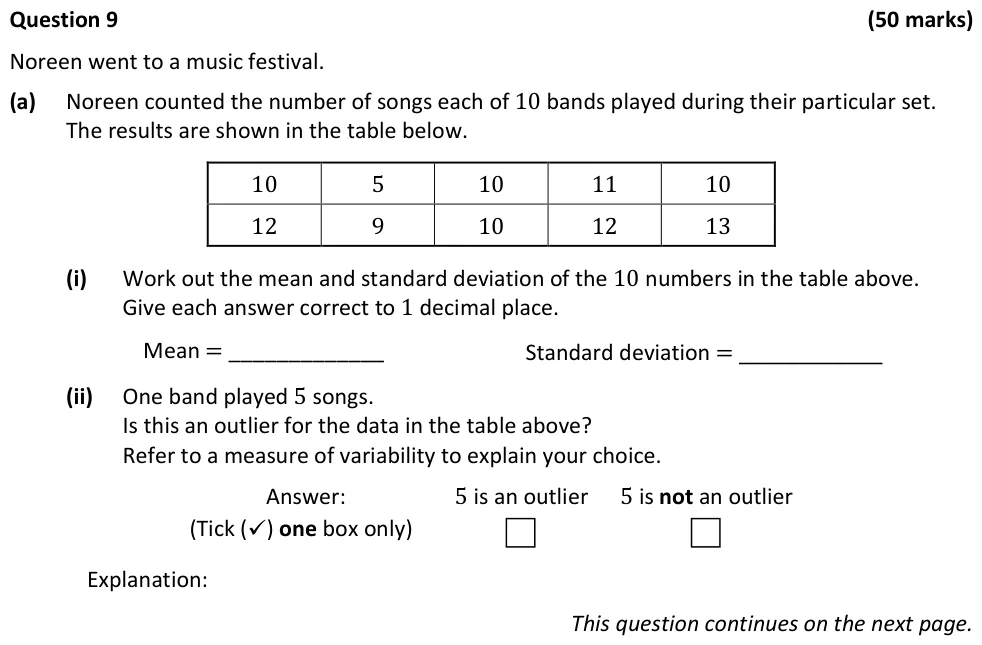 Question 9 (50 marks)
Noreen went to a music festival.
(a) Noreen counted the number of songs each of 10 bands played during their particular set.
The results are shown in the table below.
10 5 10 11 10
12 9 10 12 13
(i) Work out the mean and standard deviation of the 10 numbers in the table above.
Give each answer correct to 1 decimal place.
Mean = _____________ Standard deviation = ____________
(ii) One band played 5 songs.
Is this an outlier for the data in the table above?
Refer to a measure of variability to explain your choice.
Answer: 5 is an outlier 5 is not an outlier
(Tick (✓) one box only) ☐ ☐
Explanation:
This question continues on the next page.